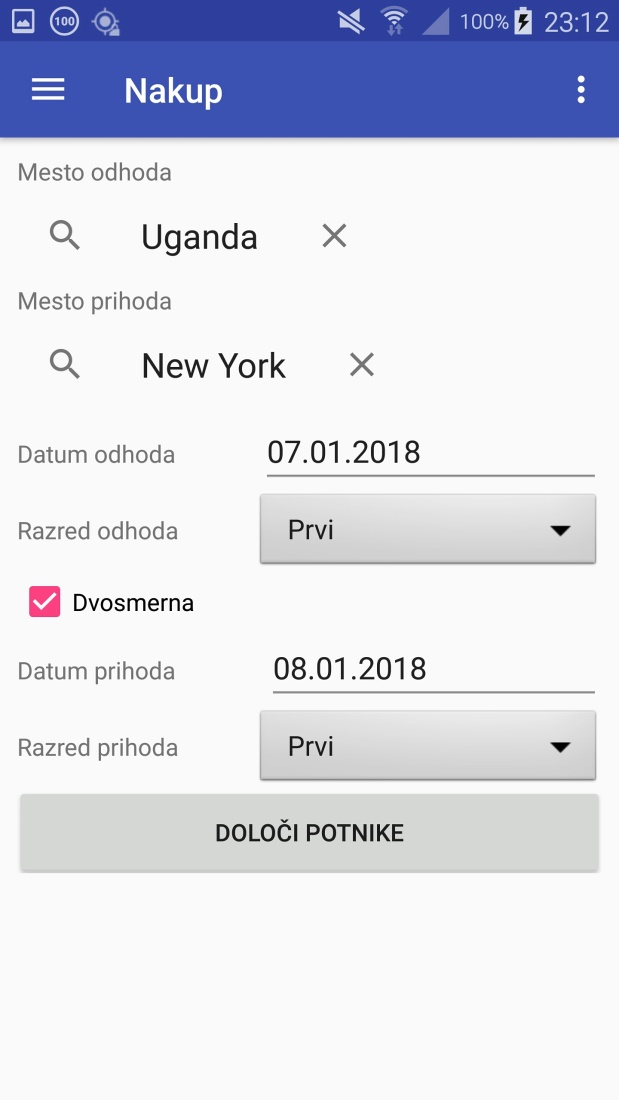 100 100% 23:12
Nakup
Mesto odhoda
Uganda
Mesto prihoda
New York
Datum odhoda 07.01.2018
Razred odhoda Prvi
Dvosmerna
Datum prihoda 08.01.2018
Razred prihoda Prvi
DOLOČI POTNIKE